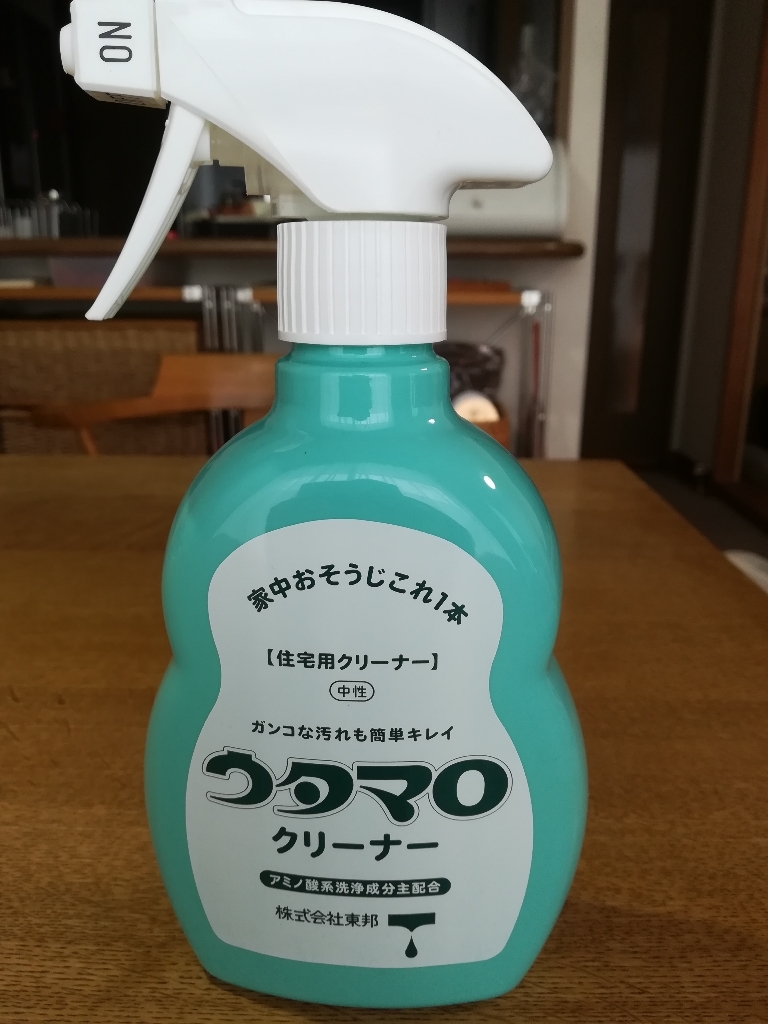 ON
家中おそうじこれ1本
【住宅用クリーナー】
中性
ガンコな汚れも簡単キレイ
ウタマロ
クリーナー
アミノ酸系洗浄成分主配合
株式会社東邦